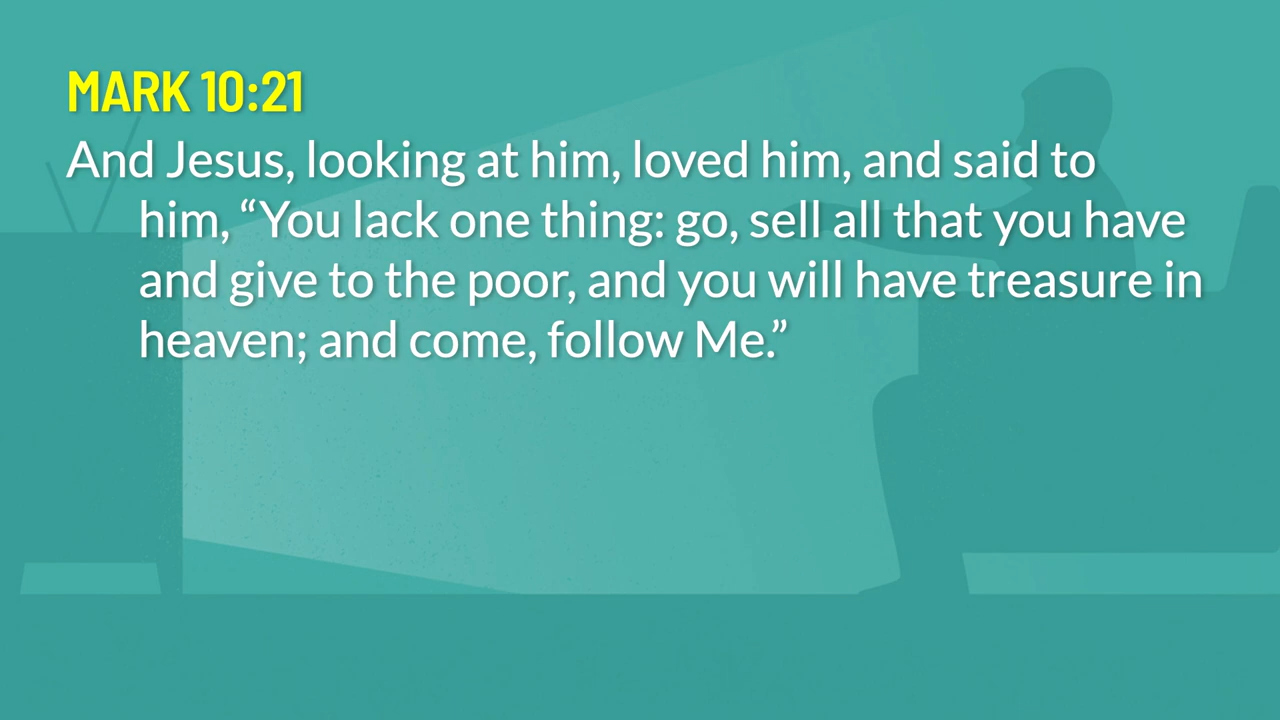 MARK 10:21
And Jesus, looking at him, loved him, and said to
him, “You lack one thing: go, sell all that you have
and give to the poor, and you will have treasure in
heaven; and come, follow Me.”